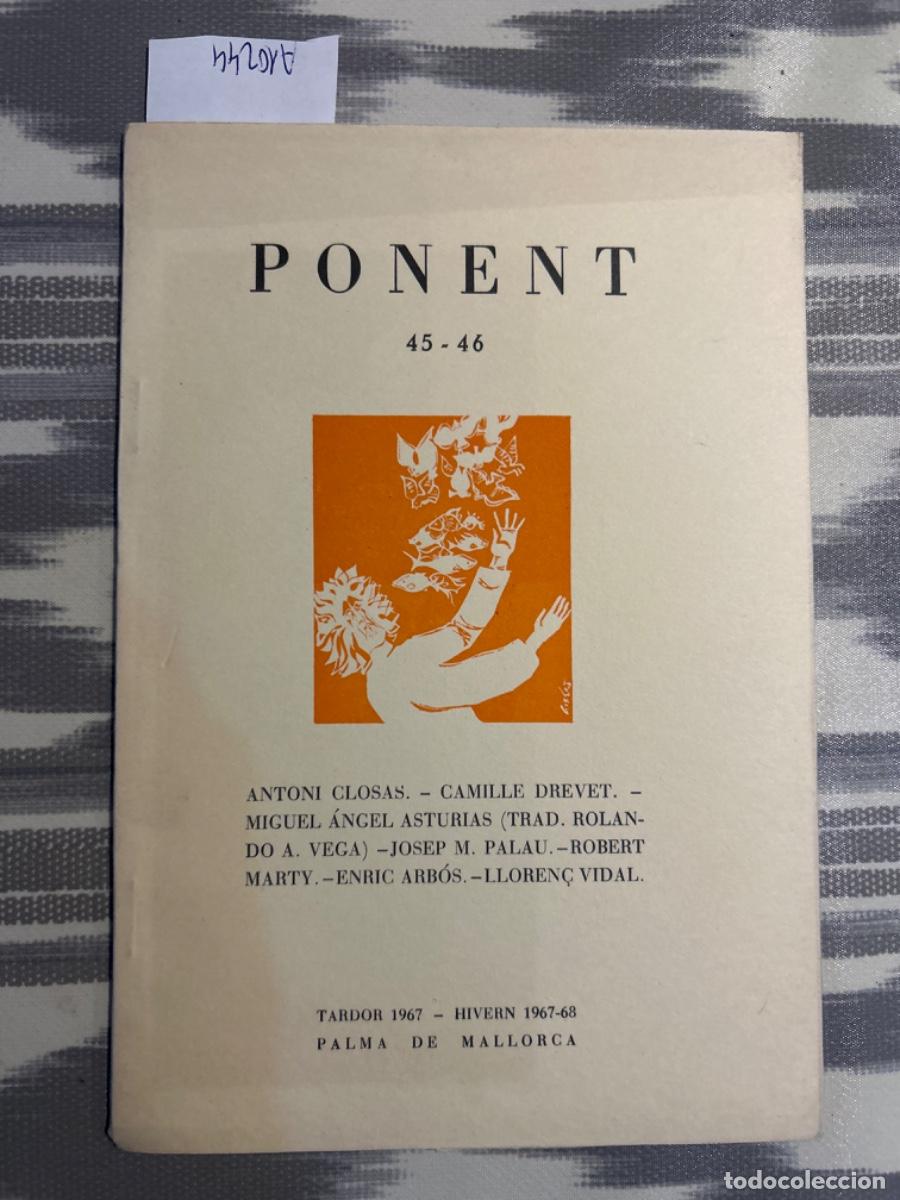 A10244
PONENT
45 - 46
ANTONI CLOSAS. – CAMILLE DREVET. –
MIGUEL ÁNGEL ASTURIAS (TRAD. ROLAN-
DO A. VEGA) –JOSEP M. PALAU.–ROBERT
MARTY.–ENRIC ARBÓS.–LLORENÇ VIDAL.
TARDOR 1967 – HIVERN 1967-68
PALMA DE MALLORCA
todocoleccion